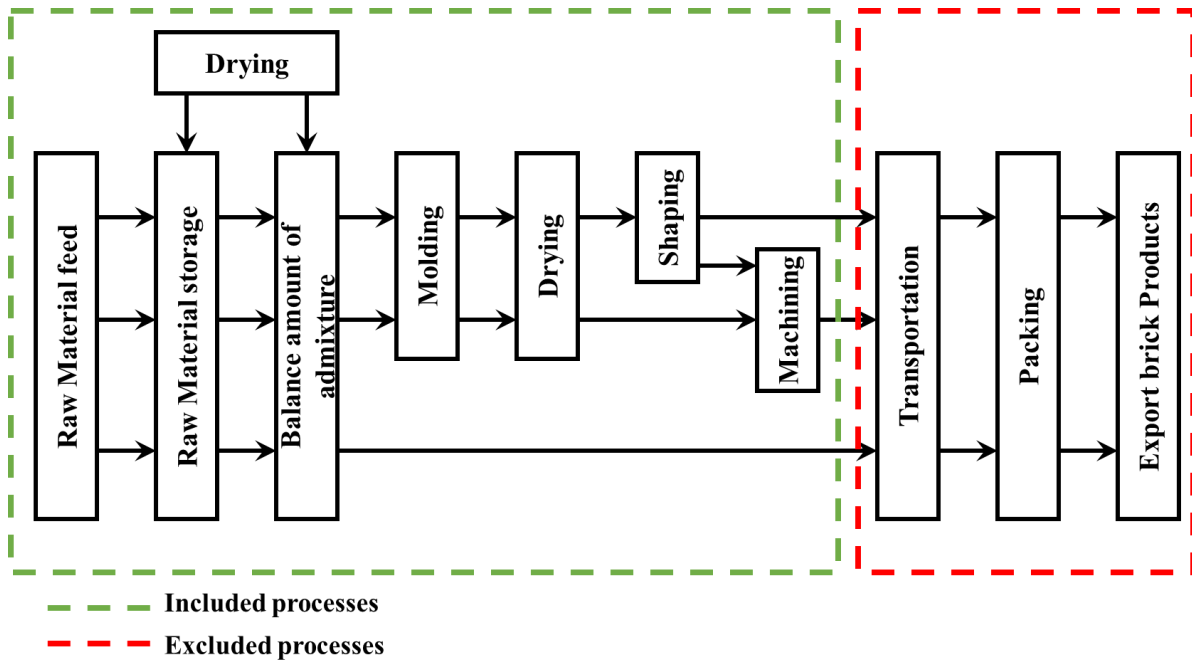 Drying
Raw Material feed
Raw Material storage
Balance amount of
admixture
Molding
Drying
Shaping
Machining
Transportation
Packing
Export brick Products
Included processes
Excluded processes